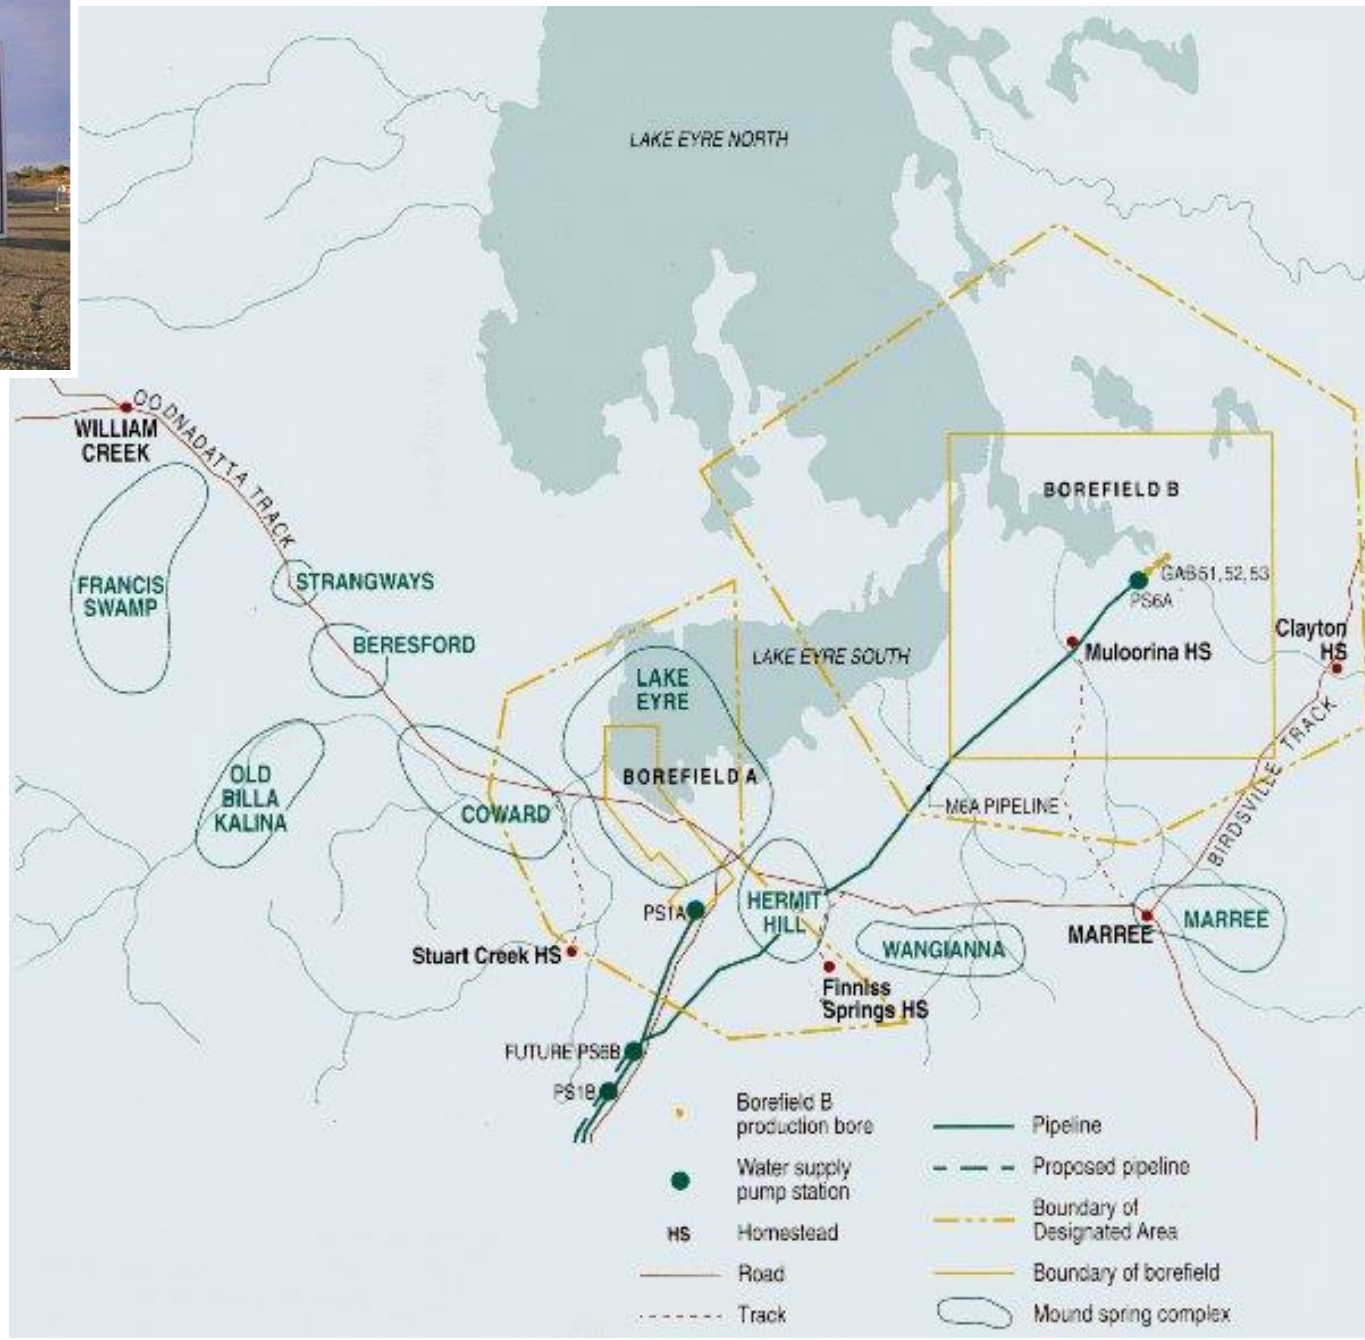 LAKE EYRE NORTH
OODNADATTA TRACK
WILLIAM
CREEK
BOREFIELD B
FRANCIS
SWAMP
STRANGWAYS
GAB51, 52, 53
PS6A
BERESFORD
LAKE EYRE SOUTH
Muloorina HS
Clayton
HS
LAKE
EYRE
OLD
BILLA
KALINA
BOREFIELD A
COWARD
M6A PIPELINE
BIRDSVILLE TRACK
HERMIT
HILL
PS1A
MARREE
MARREE
Stuart Creek HS
WANGIANNA
Finniss
Springs HS
FUTURE PS6B
PS1B
Borefield B
production bore
Water supply
pump station
HS Homestead
Road
Track
Pipeline
Proposed pipeline
Boundary of
Designated Area
Boundary of borefield
Mound spring complex